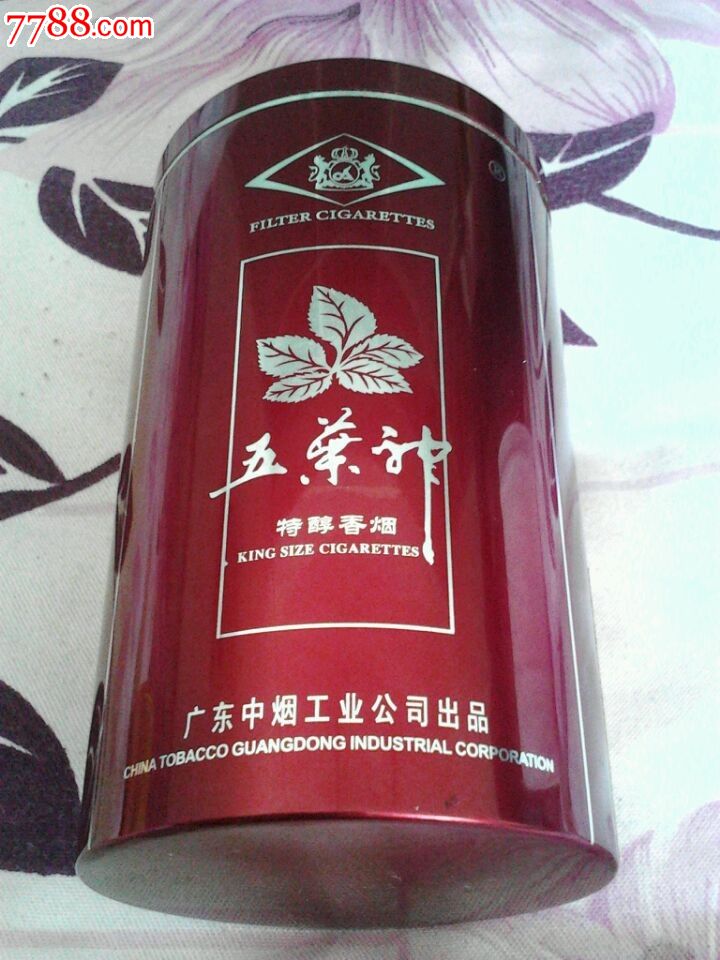 7788.com
®
FILTER CIGARETTES
五葉神
特醇香烟
KING SIZE CIGARETTES
广东中烟工业公司出品
CHINA TOBACCO GUANGDONG INDUSTRIAL CORPORATION